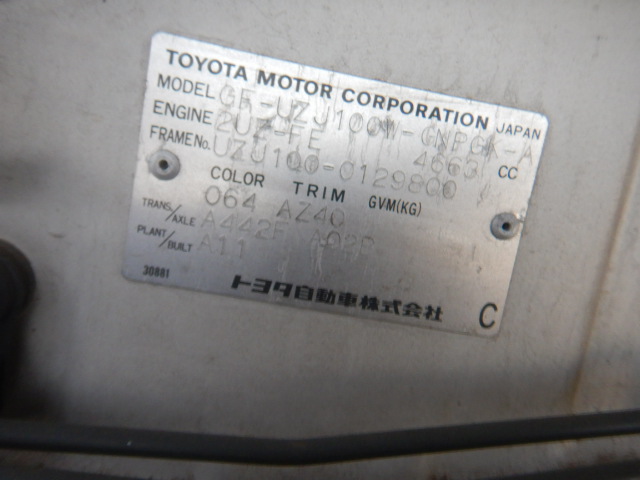 TOYOTA MOTOR CORPORATION JAPAN
MODEL GF-UZJ100W-GNPGK-A
ENGINE 2UZ-FE 4663 CC
FRAME No. UZJ100-0129800
COLOR TRIM GVM(KG)
064 AZ40
TRANS./AXLE A442F A02P
PLANT/BUILT A11
30881
トヨタ自動車株式会社
C